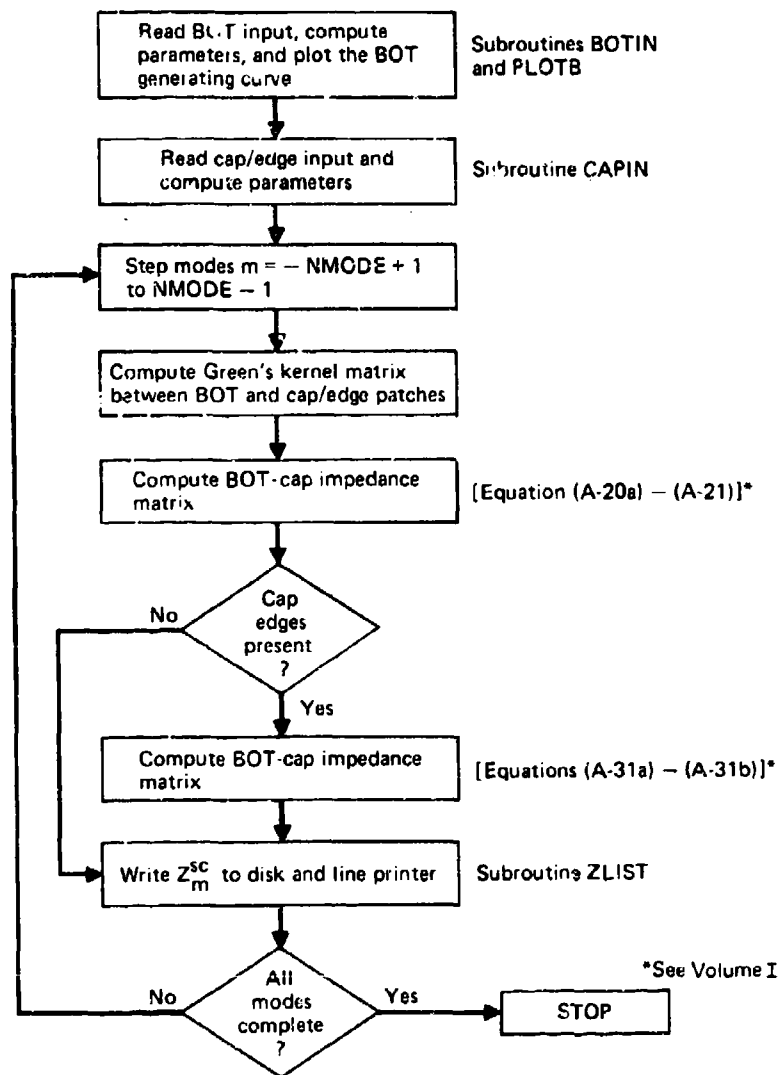 Read BOT input, compute
parameters, and plot the BOT
generating curve
Subroutines BOTIN
and PLOTB
Read cap/edge input and
compute parameters
Subroutine CAPIN
Step modes m = – NMODE + 1
to NMODE – 1
Compute Green's kernel matrix
between BOT and cap/edge patches
Compute BOT-cap impedance
matrix
[Equation (A-20a) – (A-21)]*
No
Cap
edges
present
?
Yes
Compute BOT-cap impedance
matrix
[Equations (A-31a) – (A-31b)]*
Write Z_m^sc to disk and line printer
Subroutine ZLIST
*See Volume I
No
All
modes
complete
?
Yes
STOP